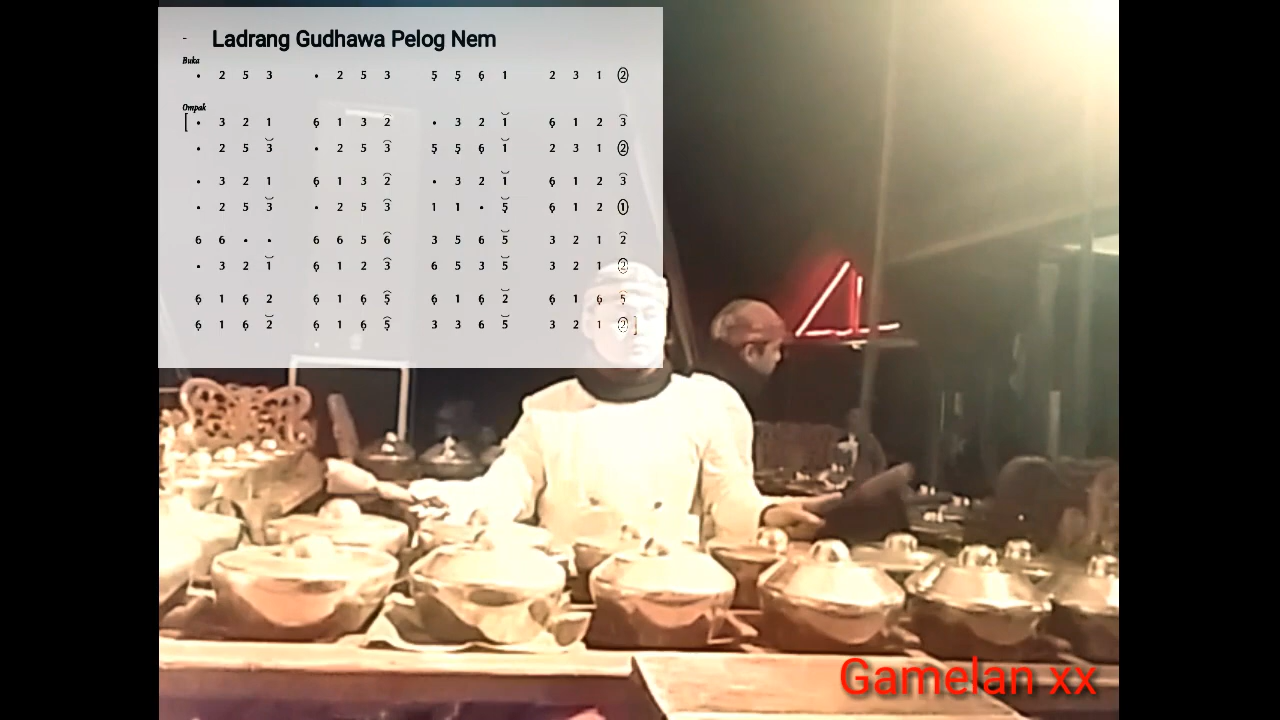 - Ladrang Gudhawa Pelog Nem
Buka
• 2 5 3 • 2 5 3 5̣ 5̣ 6̣ 1 2 3 1 ②
Ompak
[ • 3 2 1 6̣ 1 3 2̑ • 3 2 1̆ 6̣ 1 2 3̑
• 2 5 3̆ • 2 5 3̑ 5̣ 5̣ 6̣ 1̆ 2 3 1 ②
• 3 2 1 6̣ 1 3 2̑ • 3 2 1̆ 6̣ 1 2 3̑
• 2 5 3̆ • 2 5 3̑ 1 1 • 5̣̆ 6̣ 1 2 ①
6 6 • • 6 6 5 6̑ 3 5 6 5̆ 3 2 1 2̑
• 3 2 1̆ 6̣ 1 2 3̑ 6 5 3 5̆ 3 2 1 ②
6̣ 1 6̣ 2 6̣ 1 6̣ 5̣̑ 6̣ 1 6̣ 2̆ 6̣ 1 6̣ 5̣̑
6̣ 1 6̣ 2̆ 6̣ 1 6̣ 5̣̑ 3 3 6 5̆ 3 2 1 ② ]
Gamelan xx